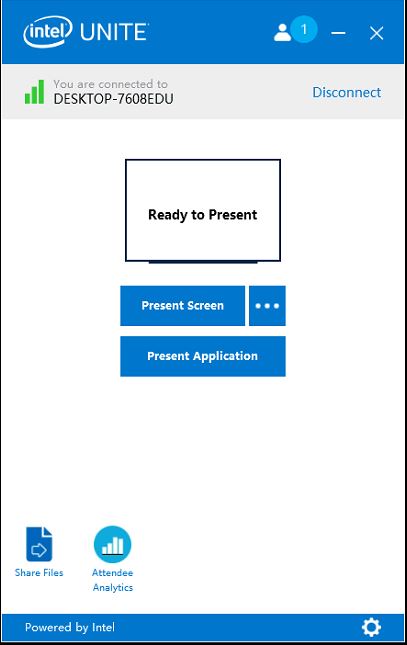 intel UNITE
1
You are connected to
DESKTOP-7608EDU
Disconnect
Ready to Present
Present Screen
Present Application
Share Files
Attendee
Analytics
Powered by Intel